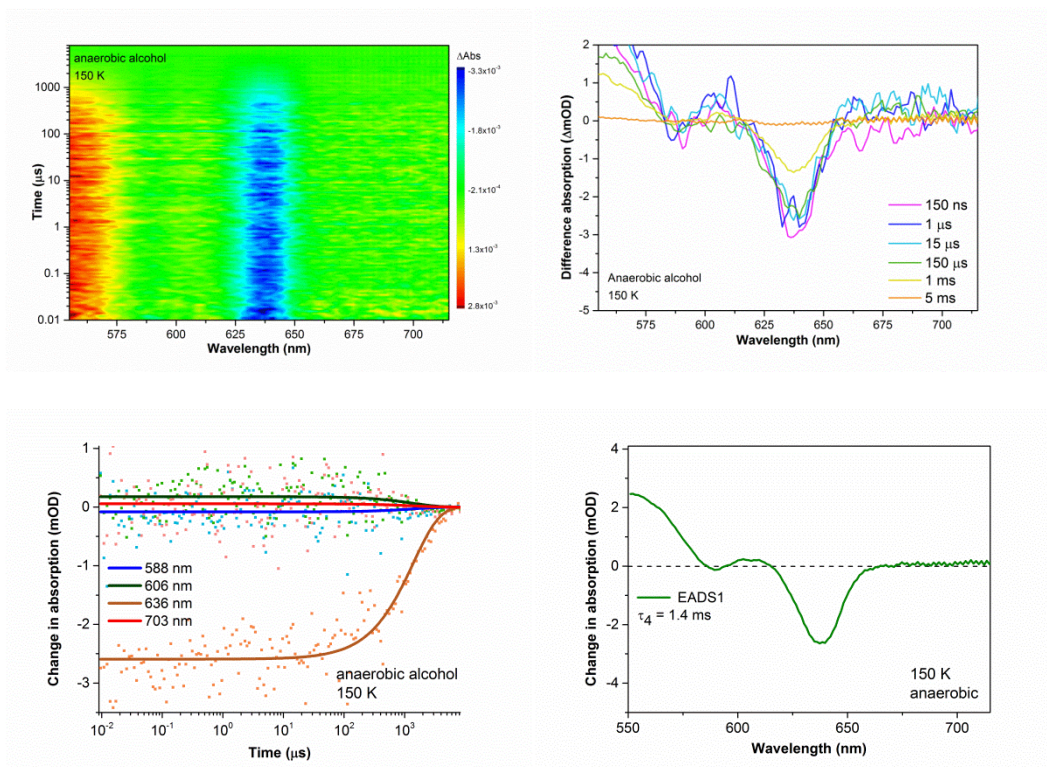 anaerobic alcohol
150 K
ΔAbs
-3.3x10⁻³
-1.8x10⁻³
-2.1x10⁻⁴
1.3x10⁻³
2.8x10⁻³
1000
100
10
1
0.1
0.01
Time (µs)
575 600 625 650 675 700
Wavelength (nm)
2
1
0
-1
-2
-3
-4
-5
Difference absorption (ΔmOD)
150 ns
1 µs
15 µs
150 µs
1 ms
5 ms
Anaerobic alcohol
150 K
575 600 625 650 675 700
Wavelength (nm)
1
0
-1
-2
-3
Change in absorption (mOD)
588 nm
606 nm
636 nm
703 nm
anaerobic alcohol
150 K
10⁻² 10⁻¹ 10⁰ 10¹ 10² 10³
Time (µs)
4
2
0
-2
-4
Change in absorption (mOD)
EADS1
τ₄ = 1.4 ms
150 K
anaerobic
550 600 650 700
Wavelength (nm)